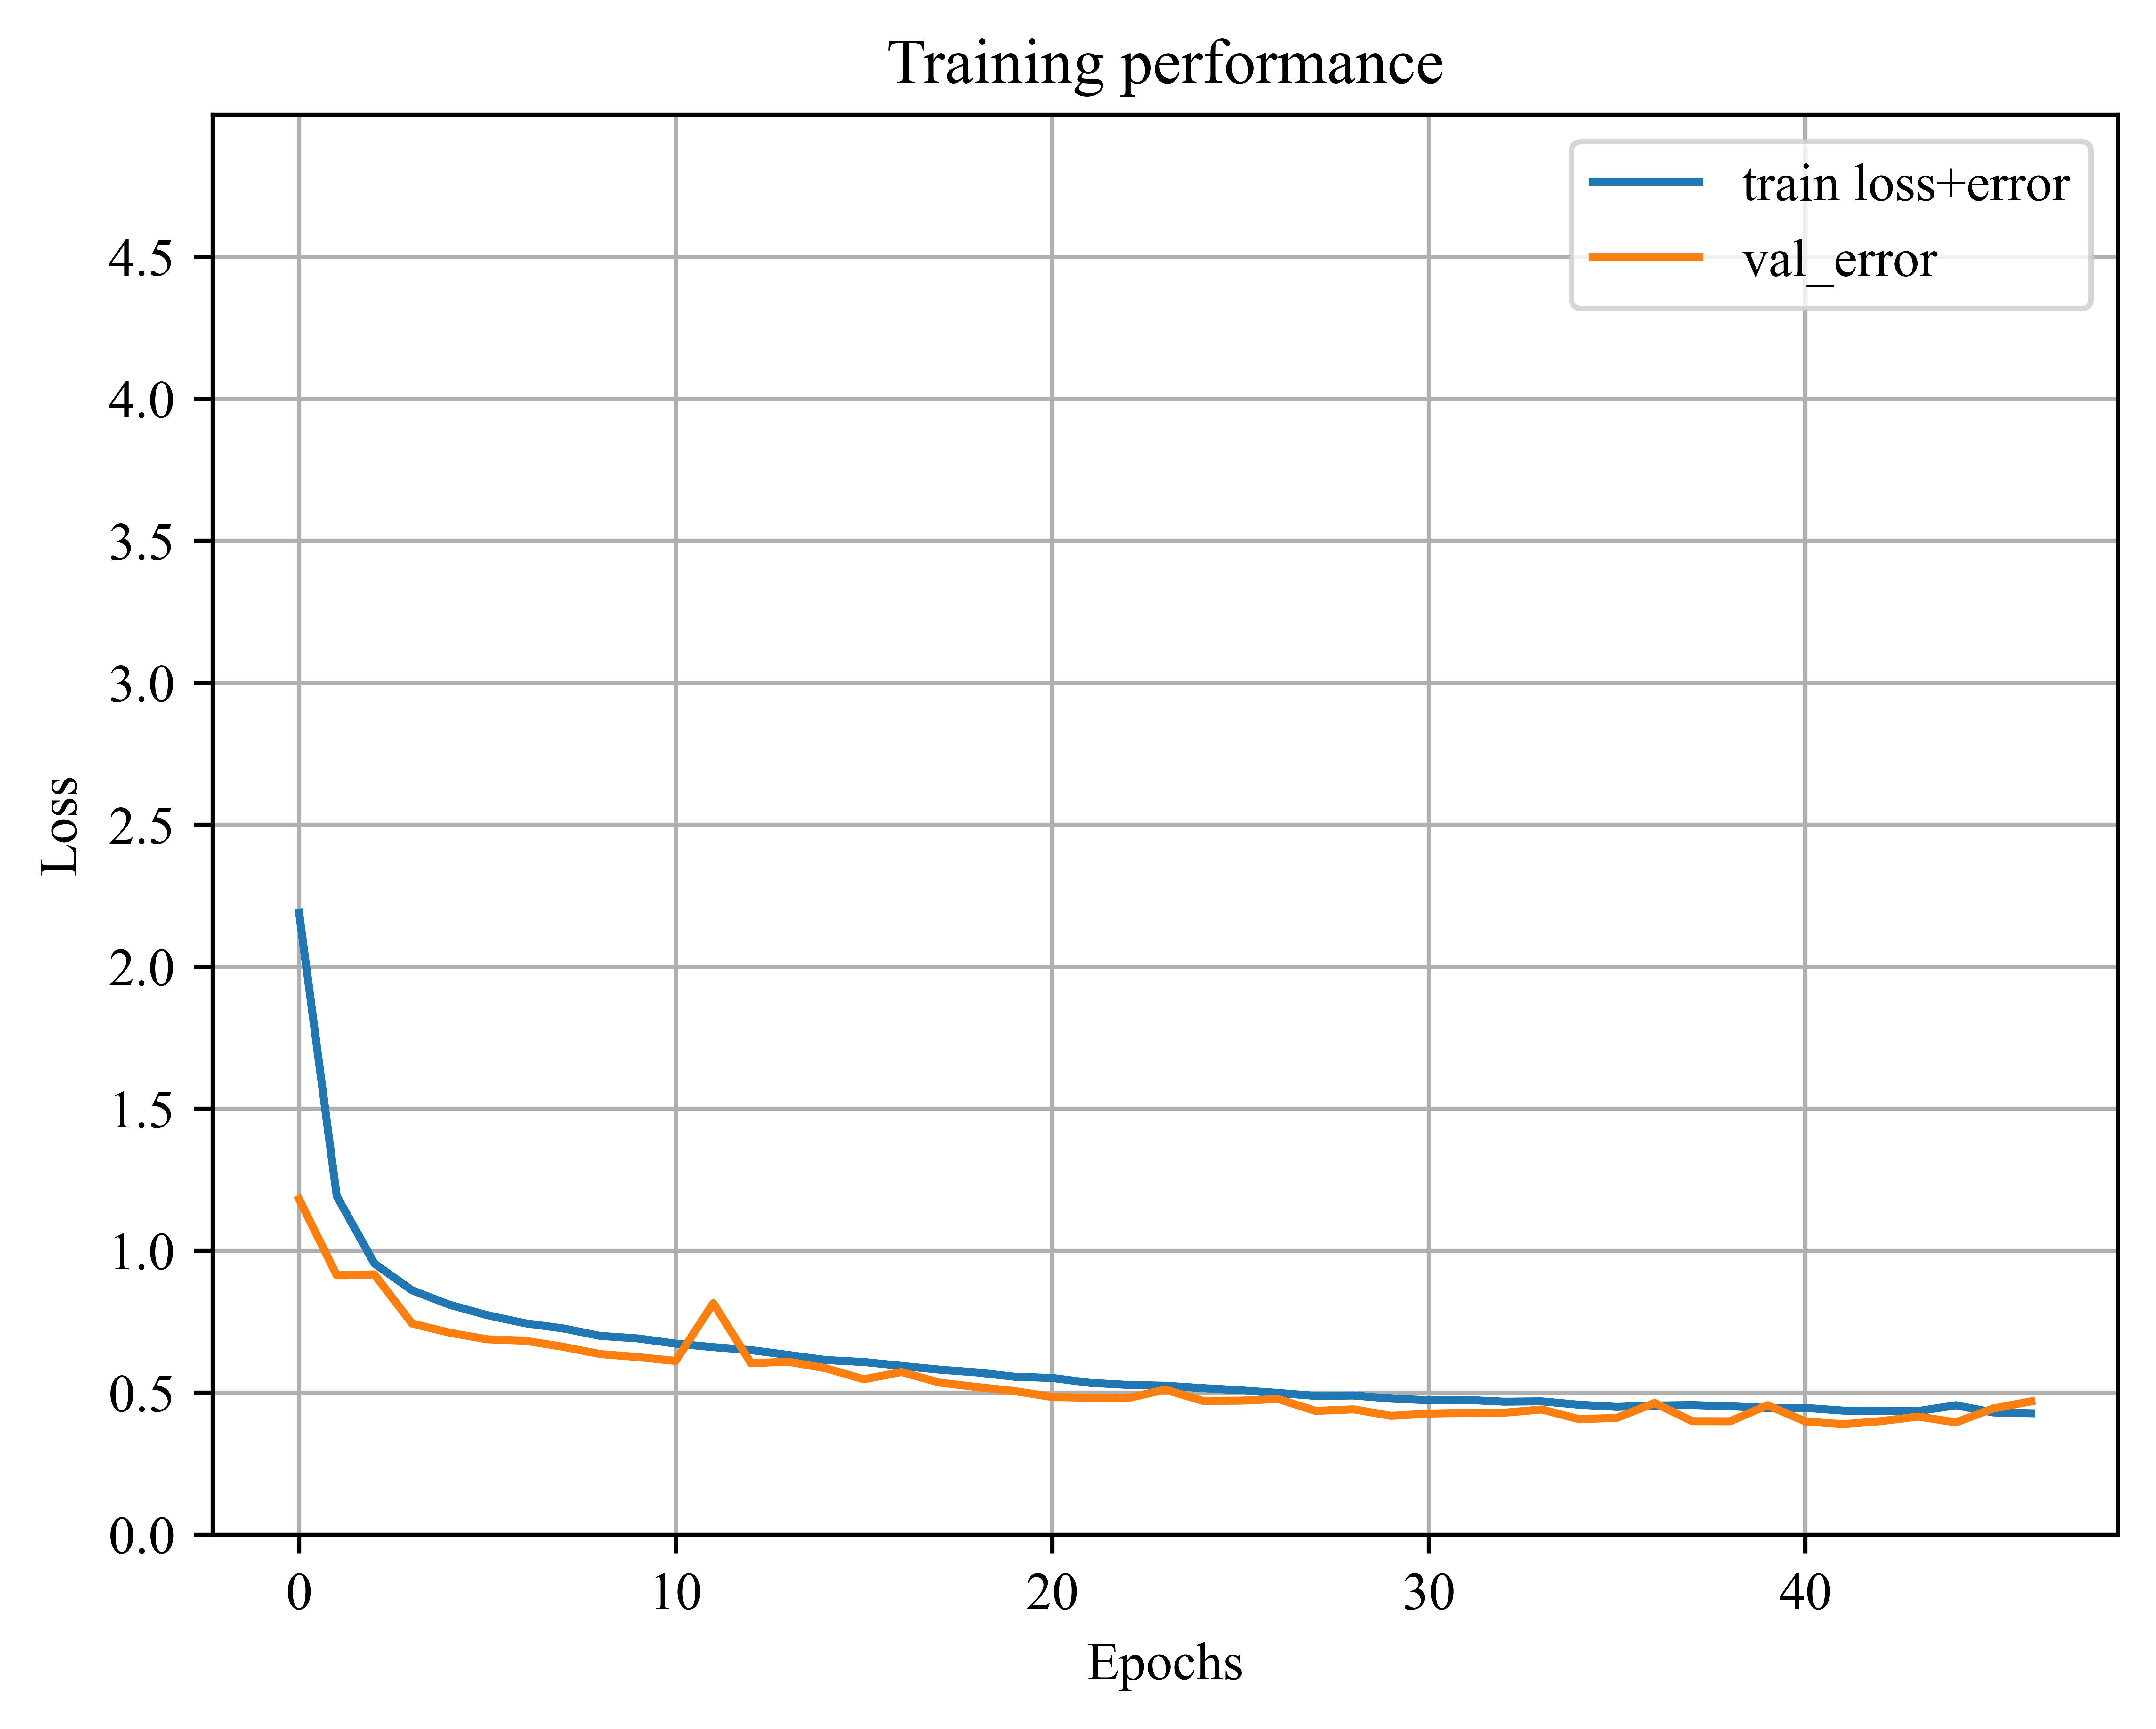 Training performance
train loss+error
val_error
4.5
4.0
3.5
3.0
2.5
2.0
1.5
1.0
0.5
0.0
Loss
0 10 20 30 40
Epochs